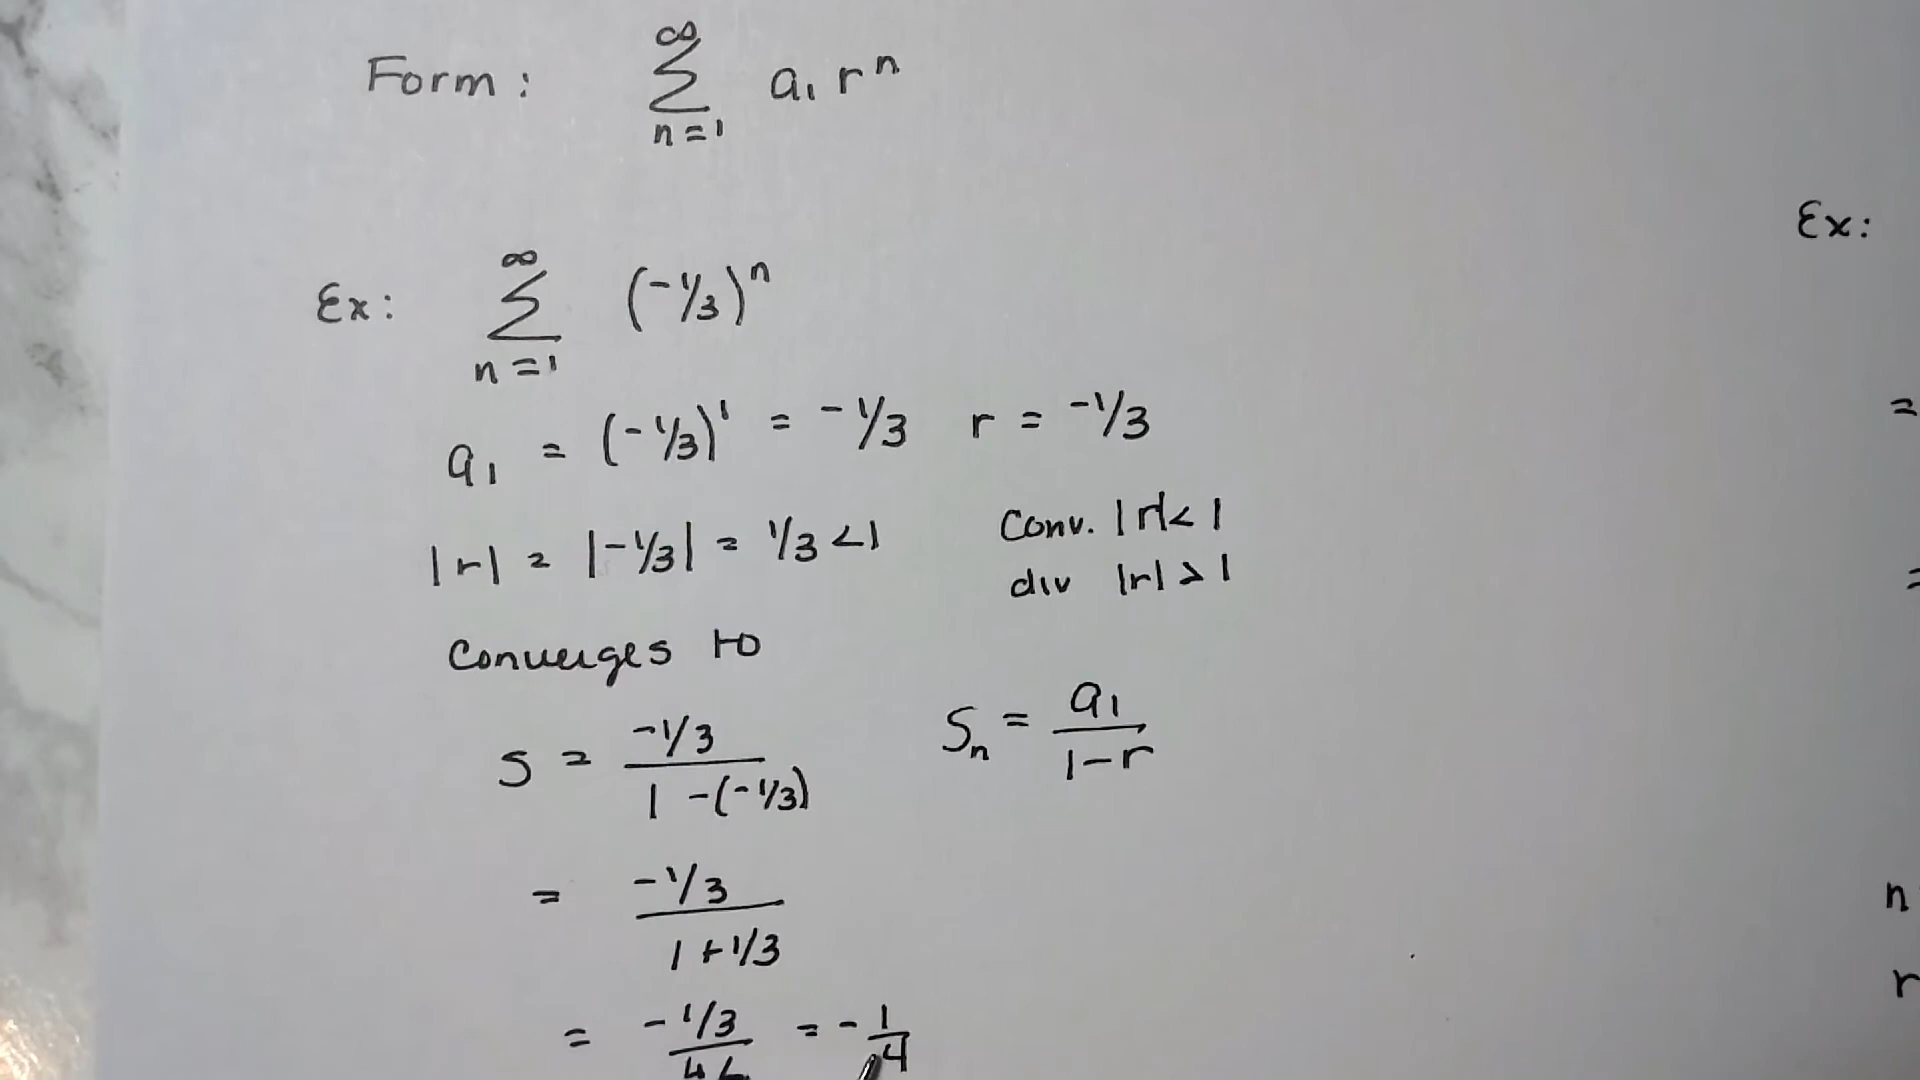 Form: ∞ Σ n=1 a₁ rⁿ
Ex: ∞ Σ n=1 (-1/3)ⁿ
a₁ = (-1/3)¹ = -1/3 r = -1/3
|r| = |-1/3| = 1/3 < 1
Conv. |r| < 1
div |r| > 1
Converges to
S = -1/3 / 1 - (-1/3)
Sₙ = a₁ / 1 - r
= -1/3 / 1 + 1/3
= -1/3 / = - 1/4
Ex:
=
=
n
r